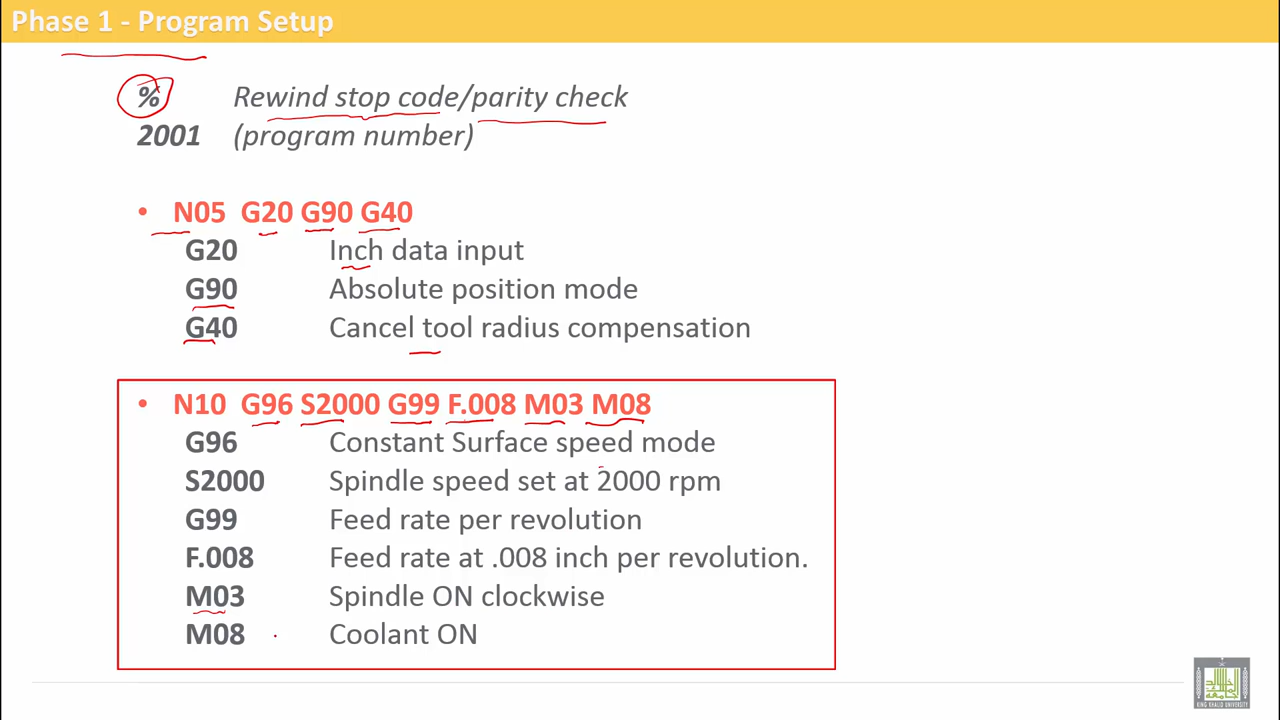 Phase 1 - Program Setup
% Rewind stop code/parity check
2001 (program number)
• N05 G20 G90 G40
G20 Inch data input
G90 Absolute position mode
G40 Cancel tool radius compensation
• N10 G96 S2000 G99 F.008 M03 M08
G96 Constant Surface speed mode
S2000 Spindle speed set at 2000 rpm
G99 Feed rate per revolution
F.008 Feed rate at .008 inch per revolution.
M03 Spindle ON clockwise
M08 Coolant ON
KING KHALID UNIVERSITY